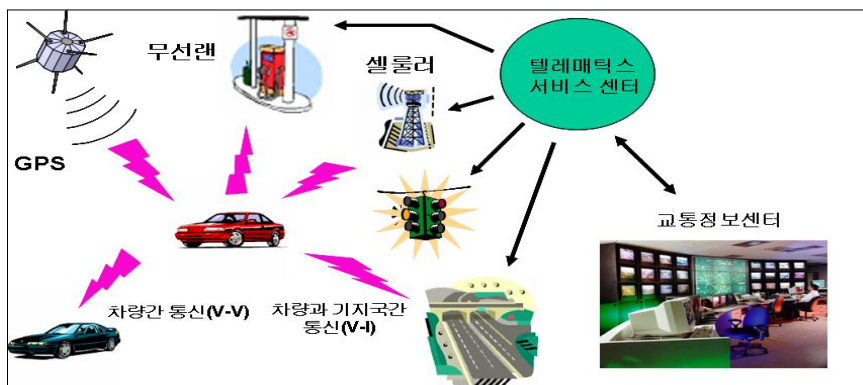 무선랜
셀룰러
텔레매틱스
서비스 센터
GPS
교통정보센터
차량간 통신(V-V)
차량과 기지국간
통신(V-I)